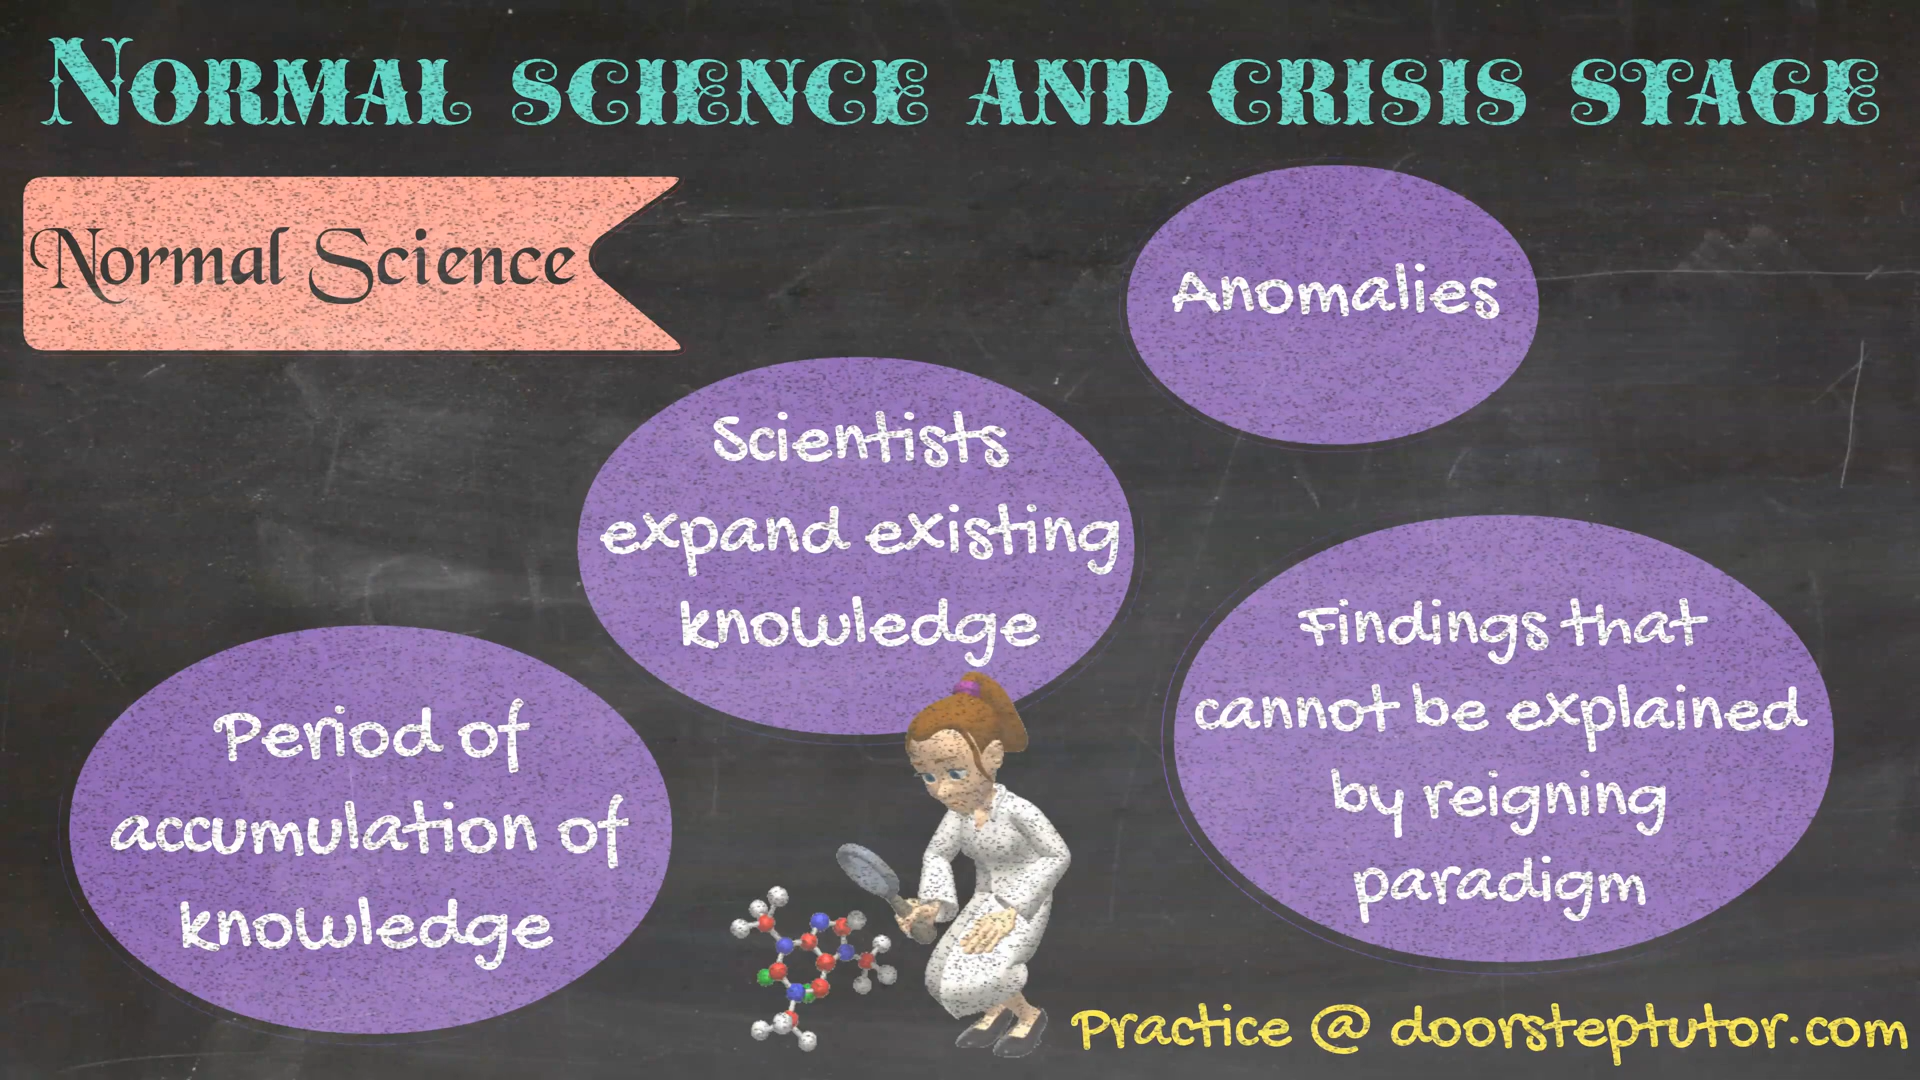 Normal science and crisis stage
Normal Science
Anomalies
Scientists
expand existing
knowledge
Findings that
cannot be explained
by reigning
paradigm
Period of
accumulation of
knowledge
Practice @ doorsteptutor.com